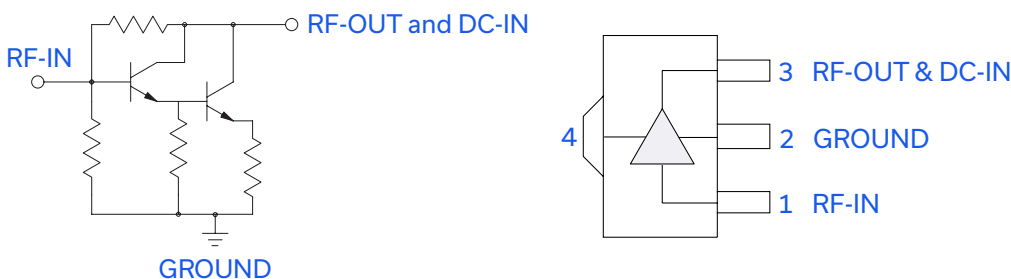 RF-OUT and DC-IN
RF-IN
GROUND
3 RF-OUT & DC-IN
4
2 GROUND
1 RF-IN